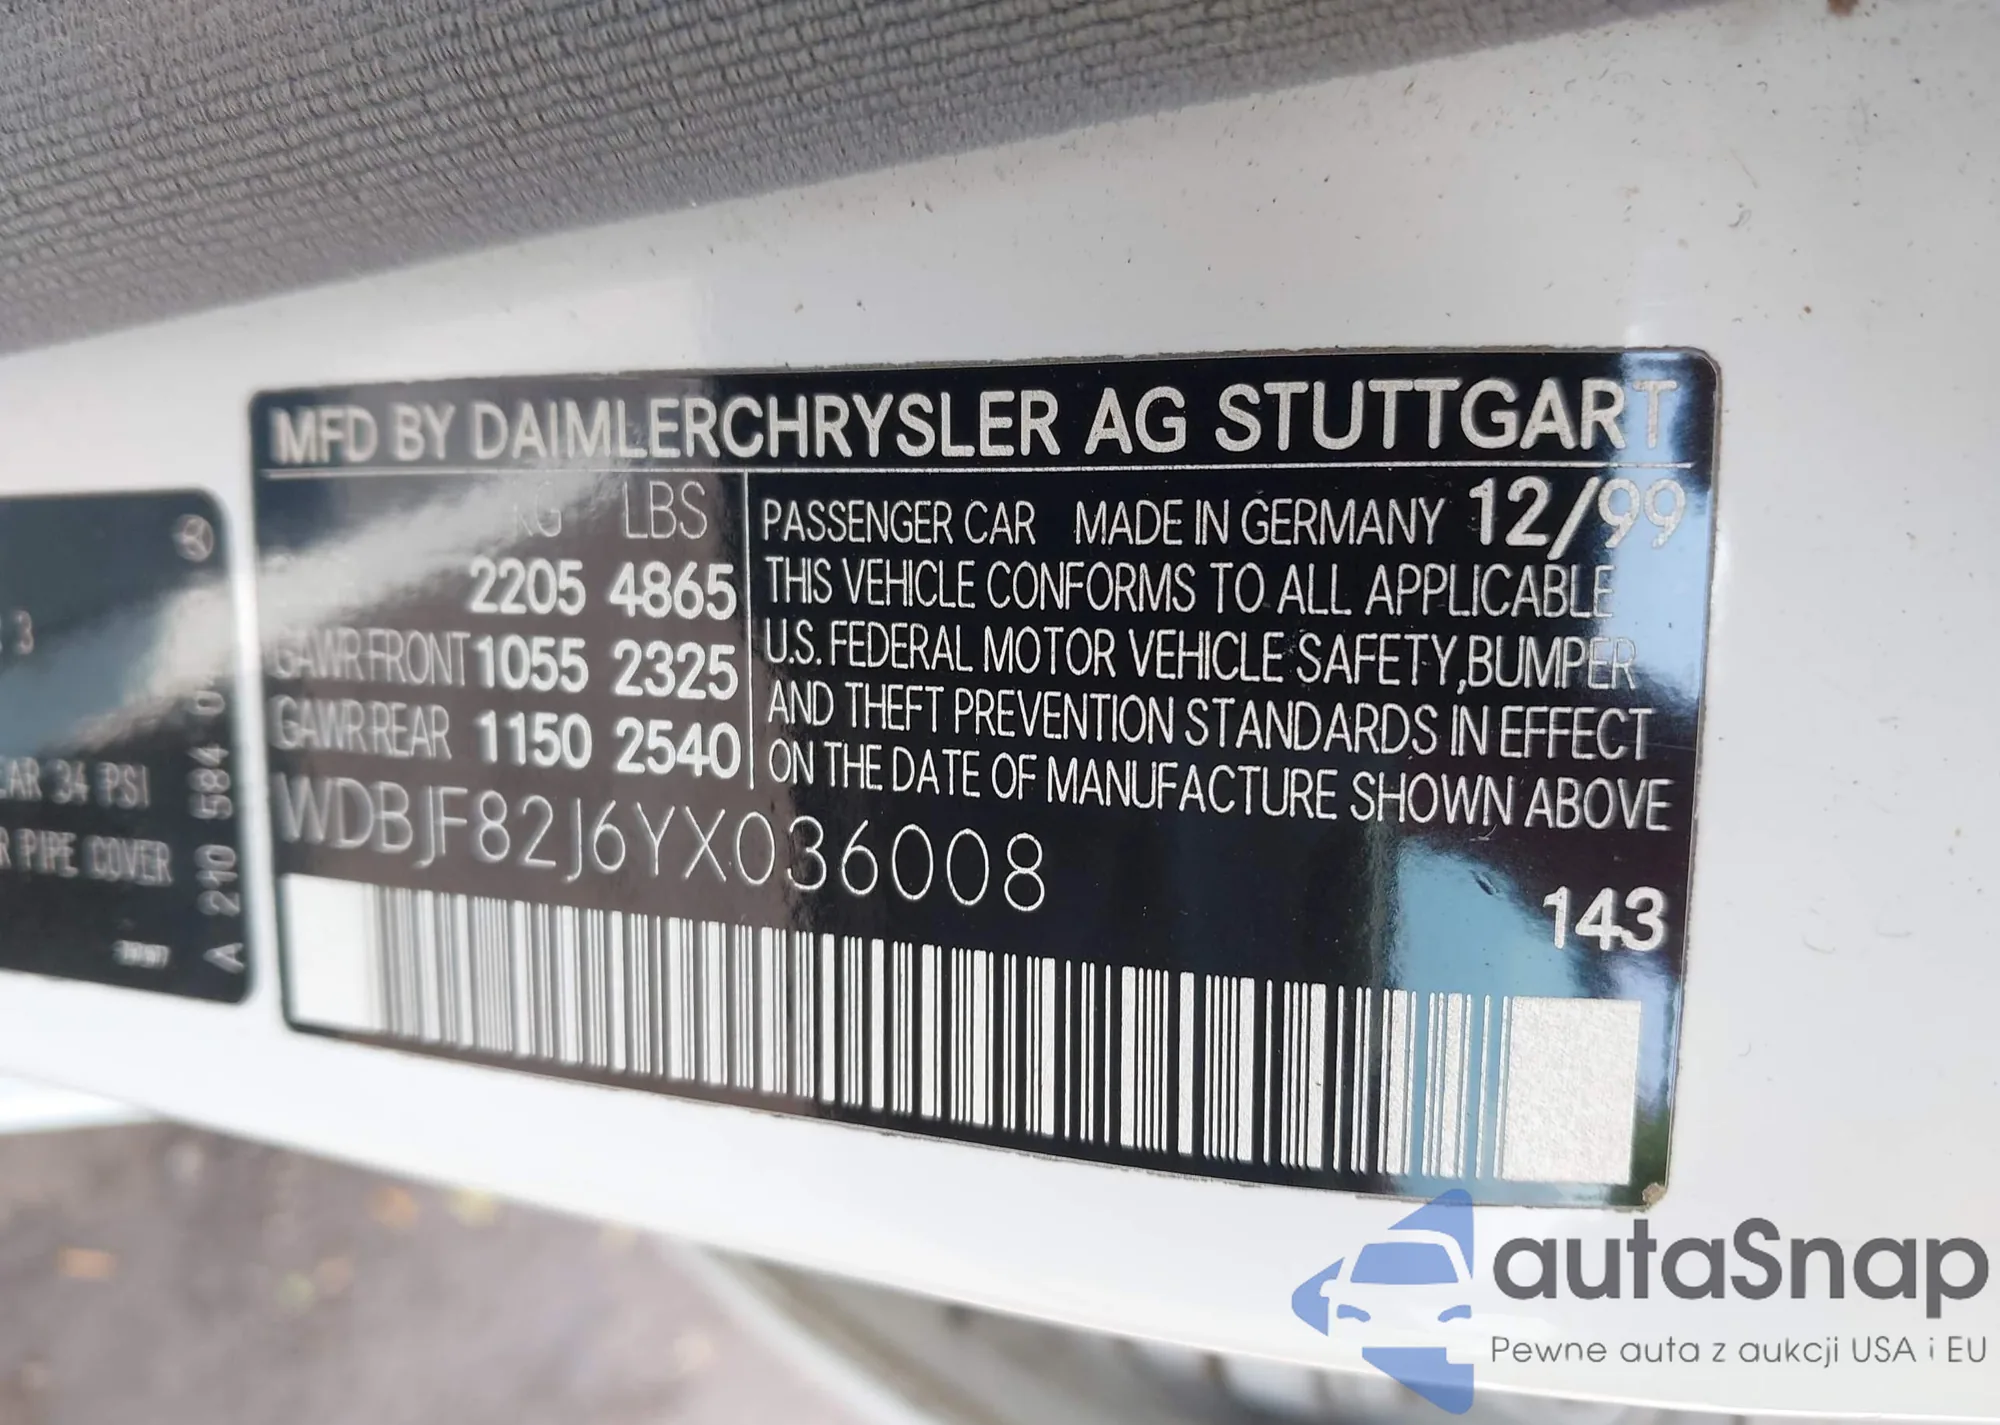 MFD BY DAIMLERCHRYSLER AG STUTTGART
KG LBS
2205 4865
GAWR FRONT 1055 2325
GAWR REAR 1150 2540
PASSENGER CAR MADE IN GERMANY 12/99
THIS VEHICLE CONFORMS TO ALL APPLICABLE
U.S. FEDERAL MOTOR VEHICLE SAFETY,BUMPER
AND THEFT PREVENTION STANDARDS IN EFFECT
ON THE DATE OF MANUFACTURE SHOWN ABOVE
WDBJF82J6YX036008
143
3
34 PSI
PIPE COVER
A 210 584
autaSnap
Pewne auta z aukcji USA i EU